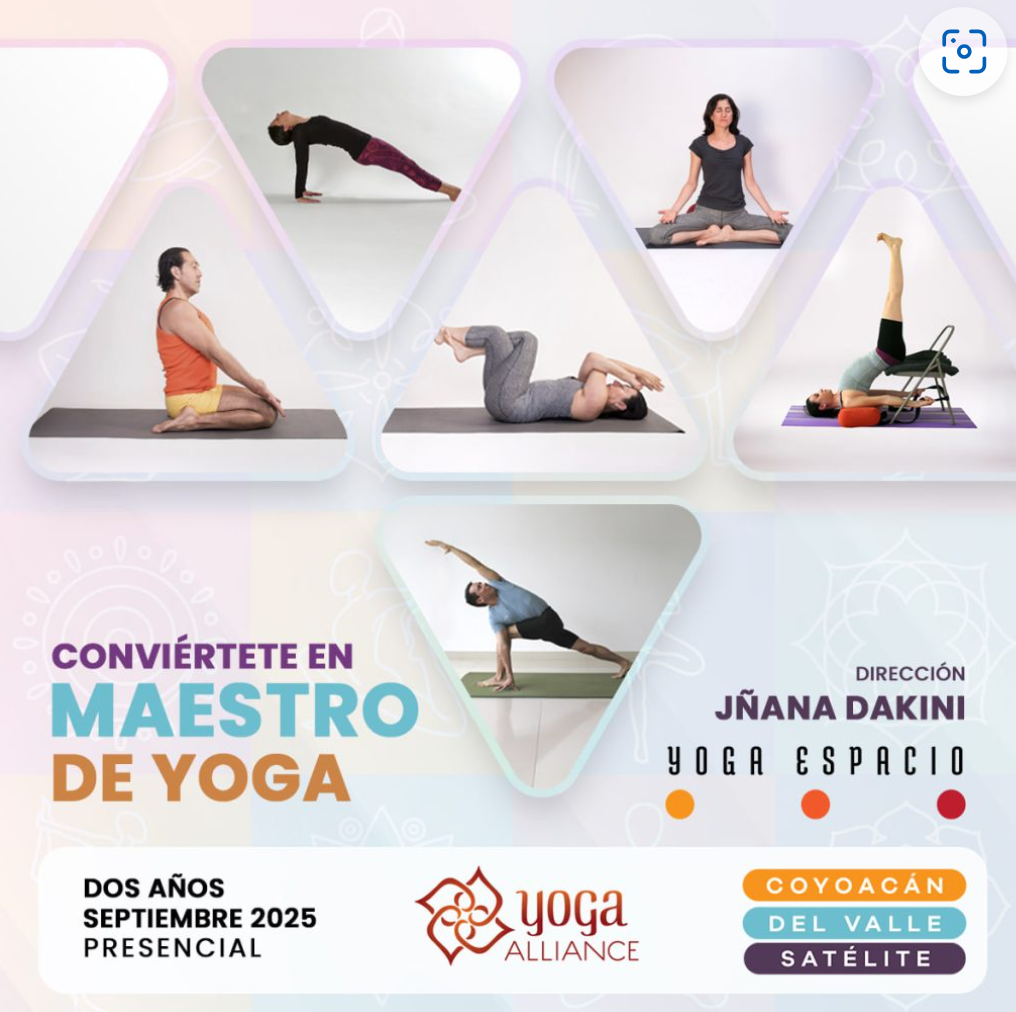 CONVIÉRTETE EN
MAESTRO
DE YOGA
DIRECCIÓN
JÑANA DAKINI
YOGA ESPACIO
DOS AÑOS
SEPTIEMBRE 2025
PRESENCIAL
yoga
ALLIANCE
COYOACÁN
DEL VALLE
SATÉLITE